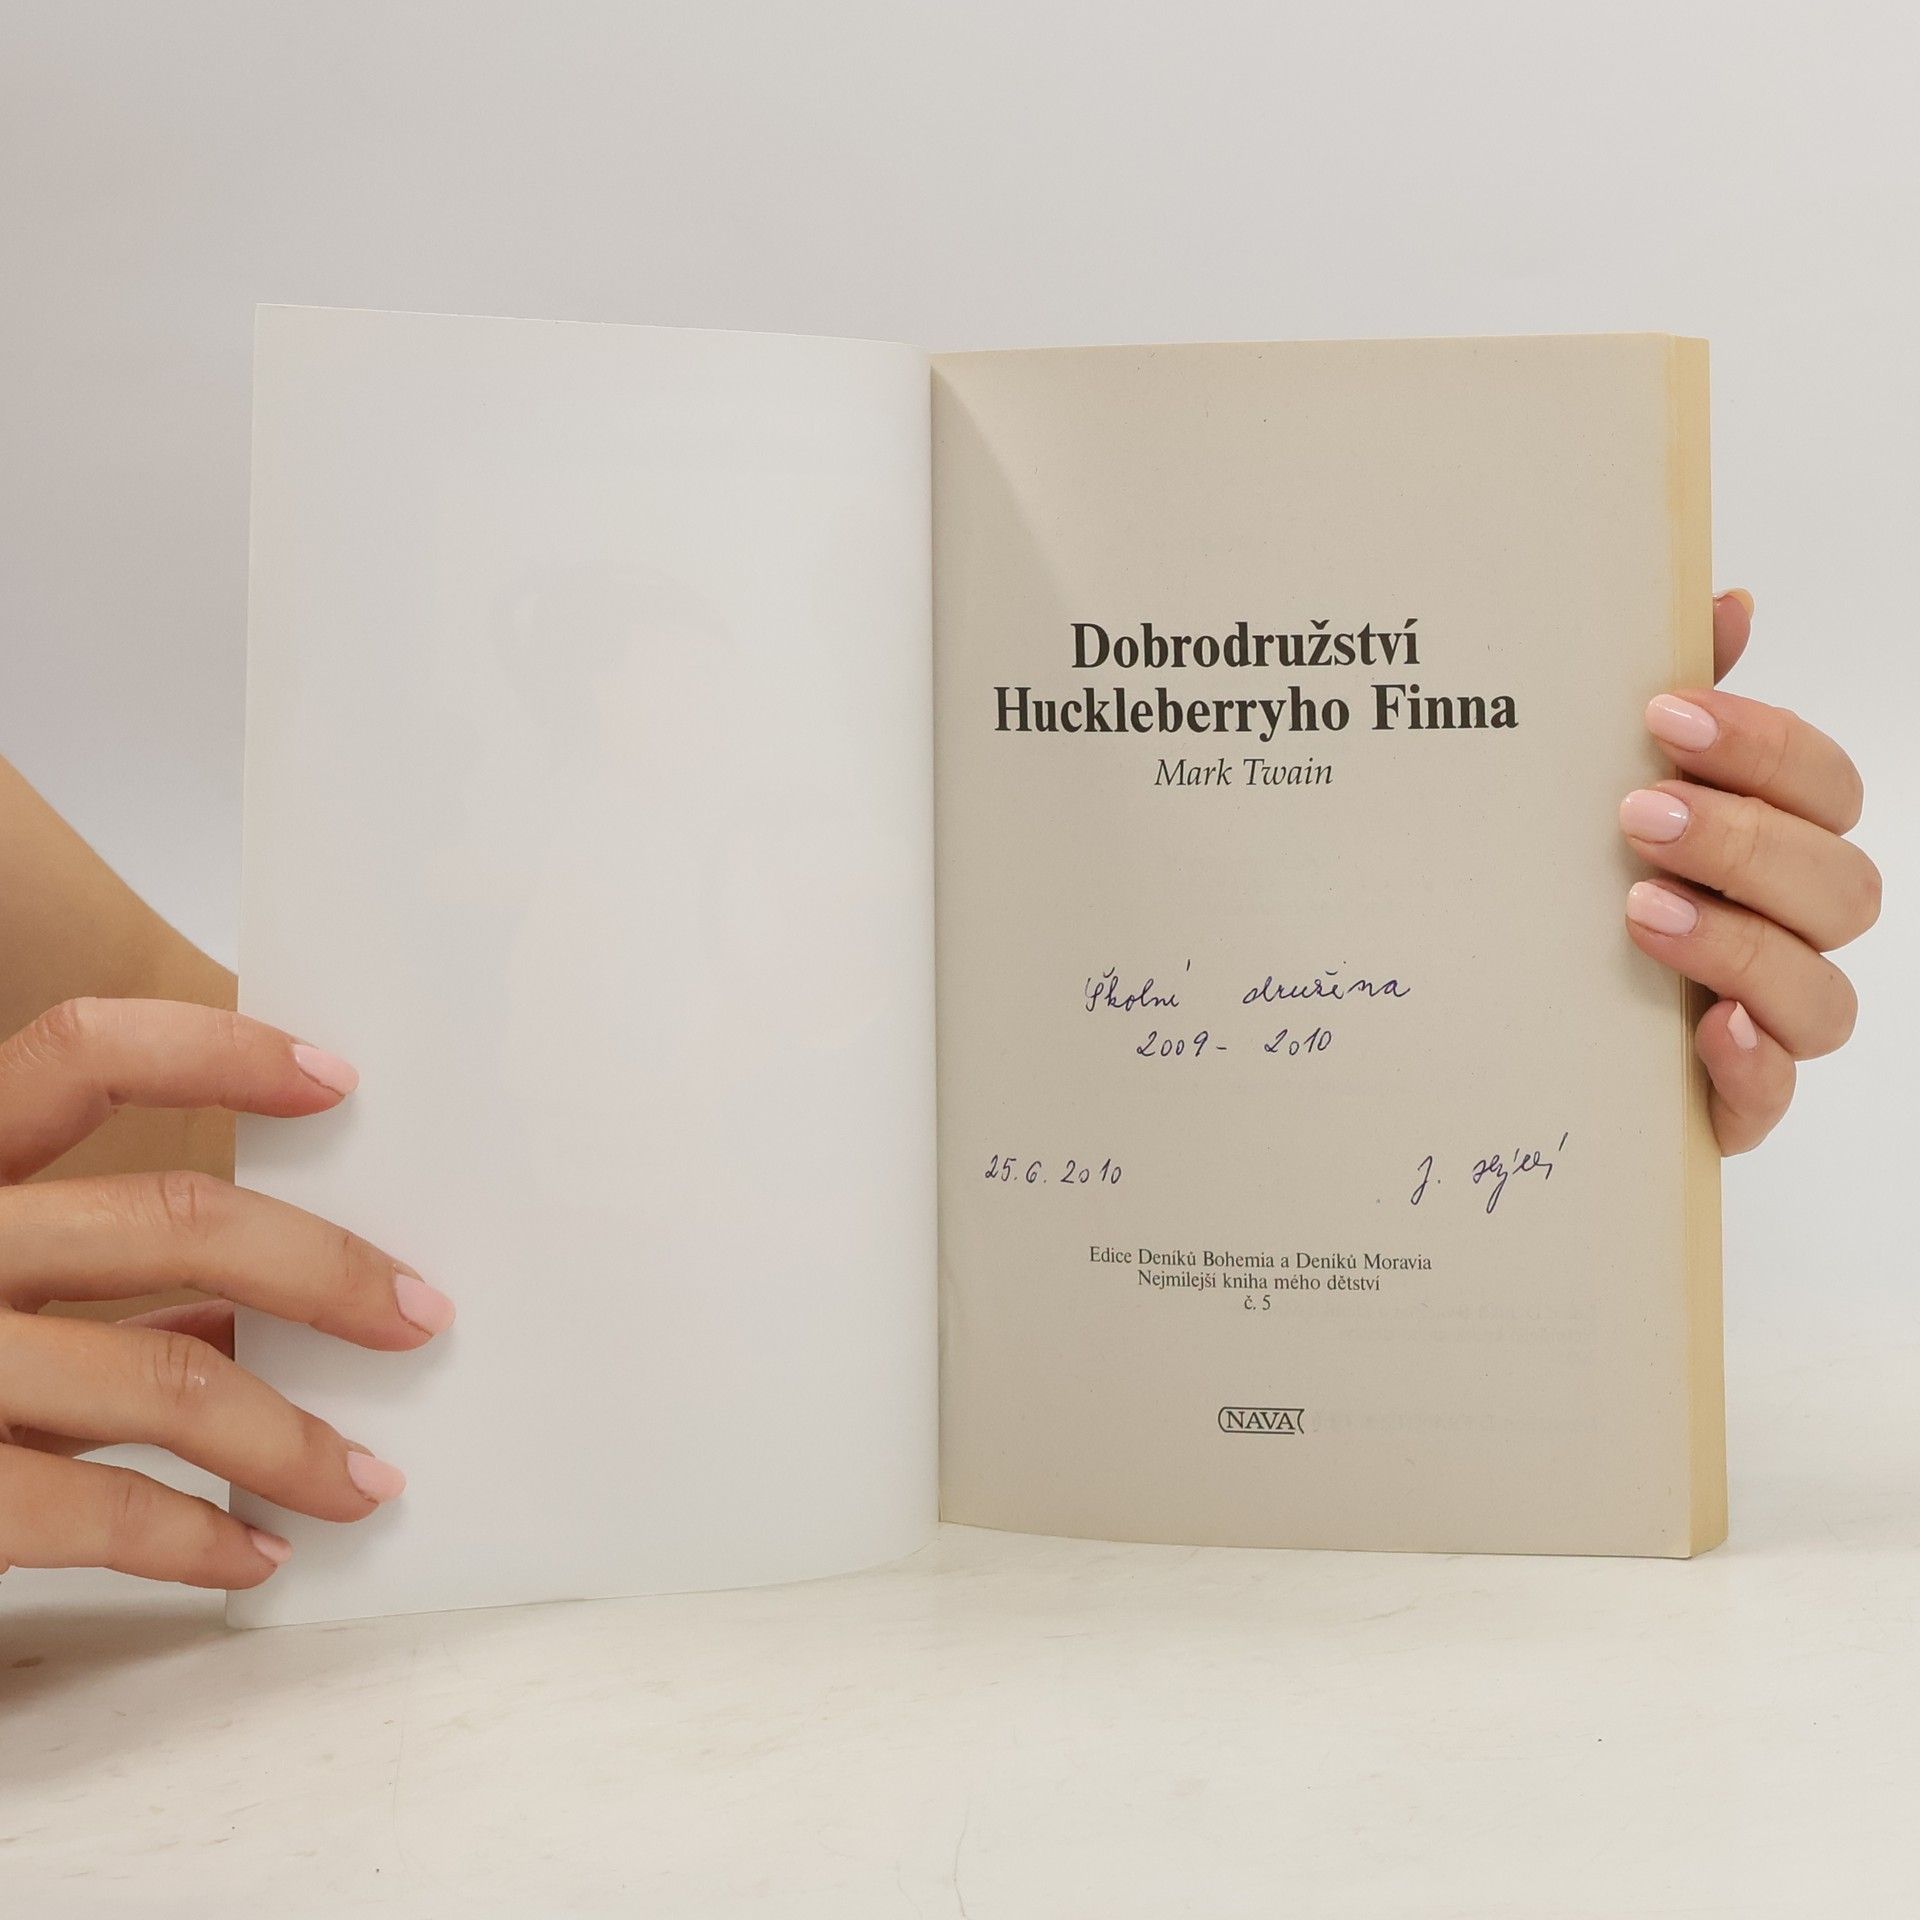 Dobrodružství
Huckleberryho Finna
Mark Twain
Školní družina
2009 - 2010
25.6. 2010 J.
Edice Deníků Bohemia a Deníků Moravia
Nejmilejší kniha mého dětství
č. 5
NAVA